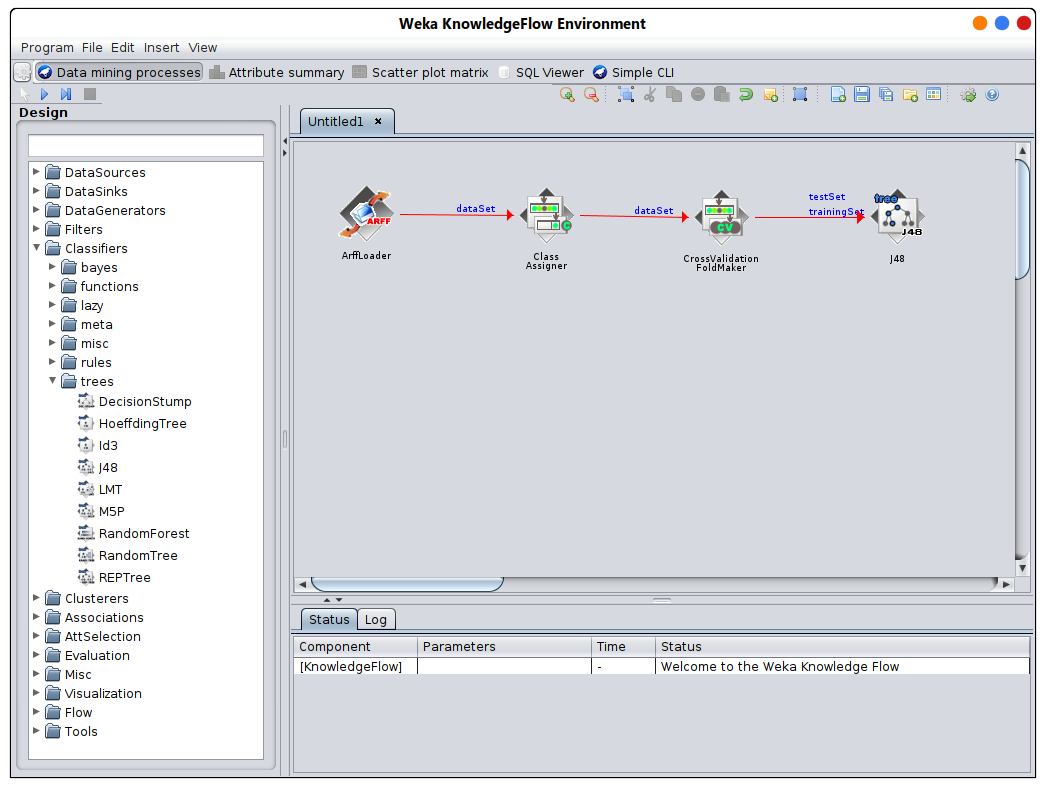 Weka KnowledgeFlow Environment
Program File Edit Insert View
Data mining processes Attribute summary Scatter plot matrix SQL Viewer Simple CLI
Design
Untitled1 ×
DataSources
DataSinks
DataGenerators
Filters
Classifiers
bayes
functions
lazy
meta
misc
rules
trees
DecisionStump
HoeffdingTree
Id3
J48
LMT
M5P
RandomForest
RandomTree
REPTree
Clusterers
Associations
AttSelection
Evaluation
Misc
Visualization
Flow
Tools
ARFF
ArffLoader
dataSet
C
Class
Assigner
dataSet
CV
CrossValidation
FoldMaker
testSet
trainingSet
tree
J48
J48
Status Log
Component Parameters Time Status
[KnowledgeFlow] - Welcome to the Weka Knowledge Flow